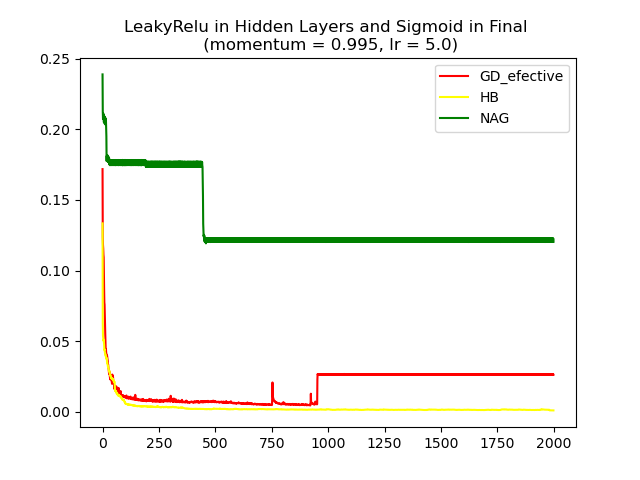 LeakyRelu in Hidden Layers and Sigmoid in Final
(momentum = 0.995, lr = 5.0)
GD_efective
HB
NAG
0.25
0.20
0.15
0.10
0.05
0.00
0 250 500 750 1000 1250 1500 1750 2000